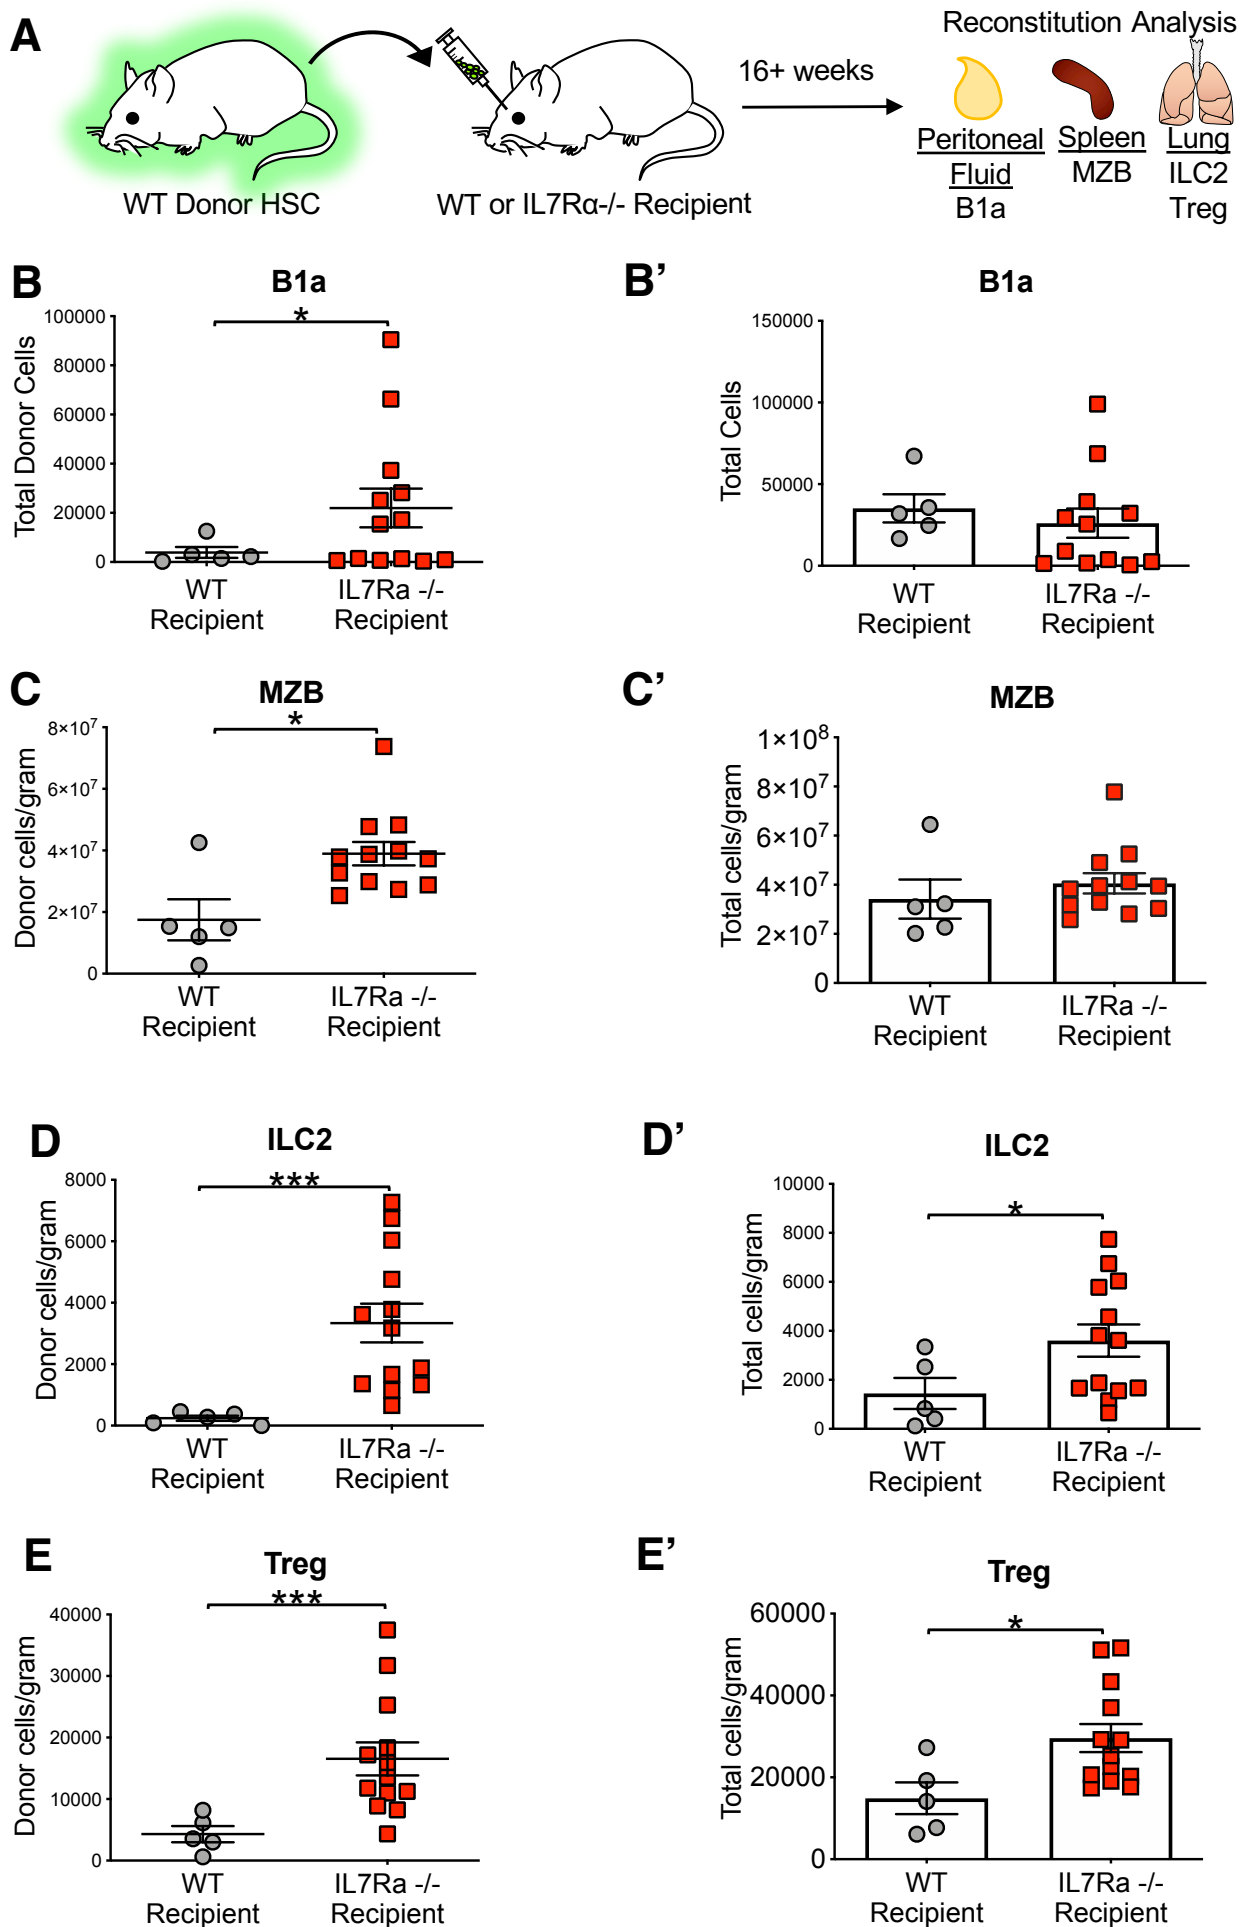 A
Reconstitution Analysis
16+ weeks
WT Donor HSC
WT or IL7Rα-/- Recipient
Peritoneal
Fluid
B1a
Spleen
MZB
Lung
ILC2
Treg
B
B1a
*
Total Donor Cells
100000
80000
60000
40000
20000
0
WT
Recipient
IL7Ra -/-
Recipient
B’
B1a
Total Cells
150000
100000
50000
0
WT
Recipient
IL7Ra -/-
Recipient
C
MZB
*
Donor cells/gram
8×10⁷
6×10⁷
4×10⁷
2×10⁷
0
WT
Recipient
IL7Ra -/-
Recipient
C’
MZB
Total cells/gram
1×10⁸
8×10⁷
6×10⁷
4×10⁷
2×10⁷
0
WT
Recipient
IL7Ra -/-
Recipient
D
ILC2
***
Donor cells/gram
8000
6000
4000
2000
0
WT
Recipient
IL7Ra -/-
Recipient
D’
ILC2
*
Total cells/gram
10000
8000
6000
4000
2000
0
WT
Recipient
IL7Ra -/-
Recipient
E
Treg
***
Donor cells/gram
40000
30000
20000
10000
0
WT
Recipient
IL7Ra -/-
Recipient
E’
Treg
*
Total cells/gram
60000
40000
20000
0
WT
Recipient
IL7Ra -/-
Recipient